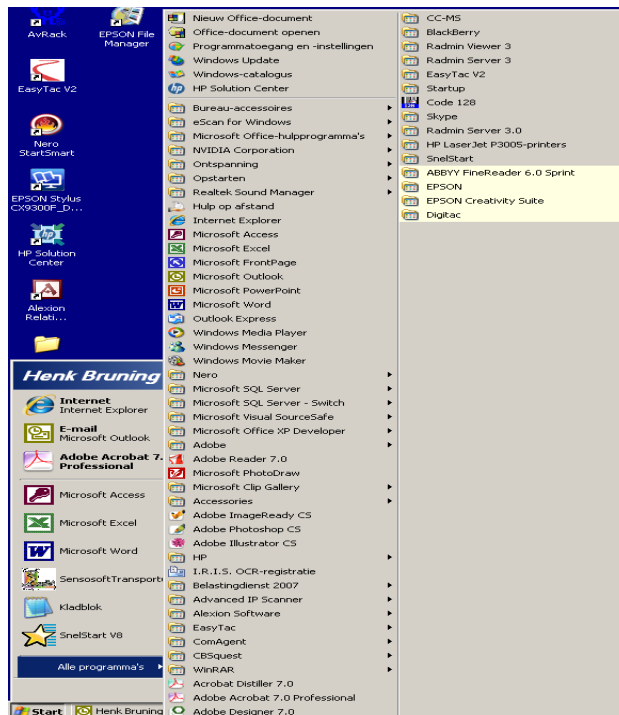 AvRack
EPSON File
Manager
EasyTac V2
Nero
StartSmart
EPSON Stylus
CX9300F_D...
HP Solution
Center
Alexion
Relati...
Henk Bruning
Internet
Internet Explorer
E-mail
Microsoft Outlook
Adobe Acrobat 7.
Professional
Microsoft Access
Microsoft Excel
Microsoft Word
SensosoftTransport
Kladblok
SnelStart V8
Alle programma's
Start
Henk Bruning
Nieuw Office-document
Office-document openen
Programmatoegang en -instellingen
Windows Update
Windows-catalogus
HP Solution Center
Bureau-accessoires
eScan for Windows
Microsoft Office-hulpprogramma's
NVIDIA Corporation
Ontspanning
Opstarten
Realtek Sound Manager
Hulp op afstand
Internet Explorer
Microsoft Access
Microsoft Excel
Microsoft FrontPage
Microsoft Outlook
Microsoft PowerPoint
Microsoft Word
Outlook Express
Windows Media Player
Windows Messenger
Windows Movie Maker
Nero
Microsoft SQL Server
Microsoft SQL Server - Switch
Microsoft Visual SourceSafe
Microsoft Office XP Developer
Adobe
Adobe Reader 7.0
Microsoft PhotoDraw
Microsoft Clip Gallery
Accessories
Adobe ImageReady CS
Adobe Photoshop CS
Adobe Illustrator CS
HP
I.R.I.S. OCR-registratie
Belastingdienst 2007
Advanced IP Scanner
Alexion Software
EasyTac
ComAgent
CBSquest
WinRAR
Acrobat Distiller 7.0
Adobe Acrobat 7.0 Professional
Adobe Designer 7.0
CC-MS
BlackBerry
Radmin Viewer 3
Radmin Server 3
EasyTac V2
Startup
Code 128
Skype
Radmin Server 3.0
HP LaserJet P3005-printers
SnelStart
ABBYY FineReader 6.0 Sprint
EPSON
EPSON Creativity Suite
Digitac